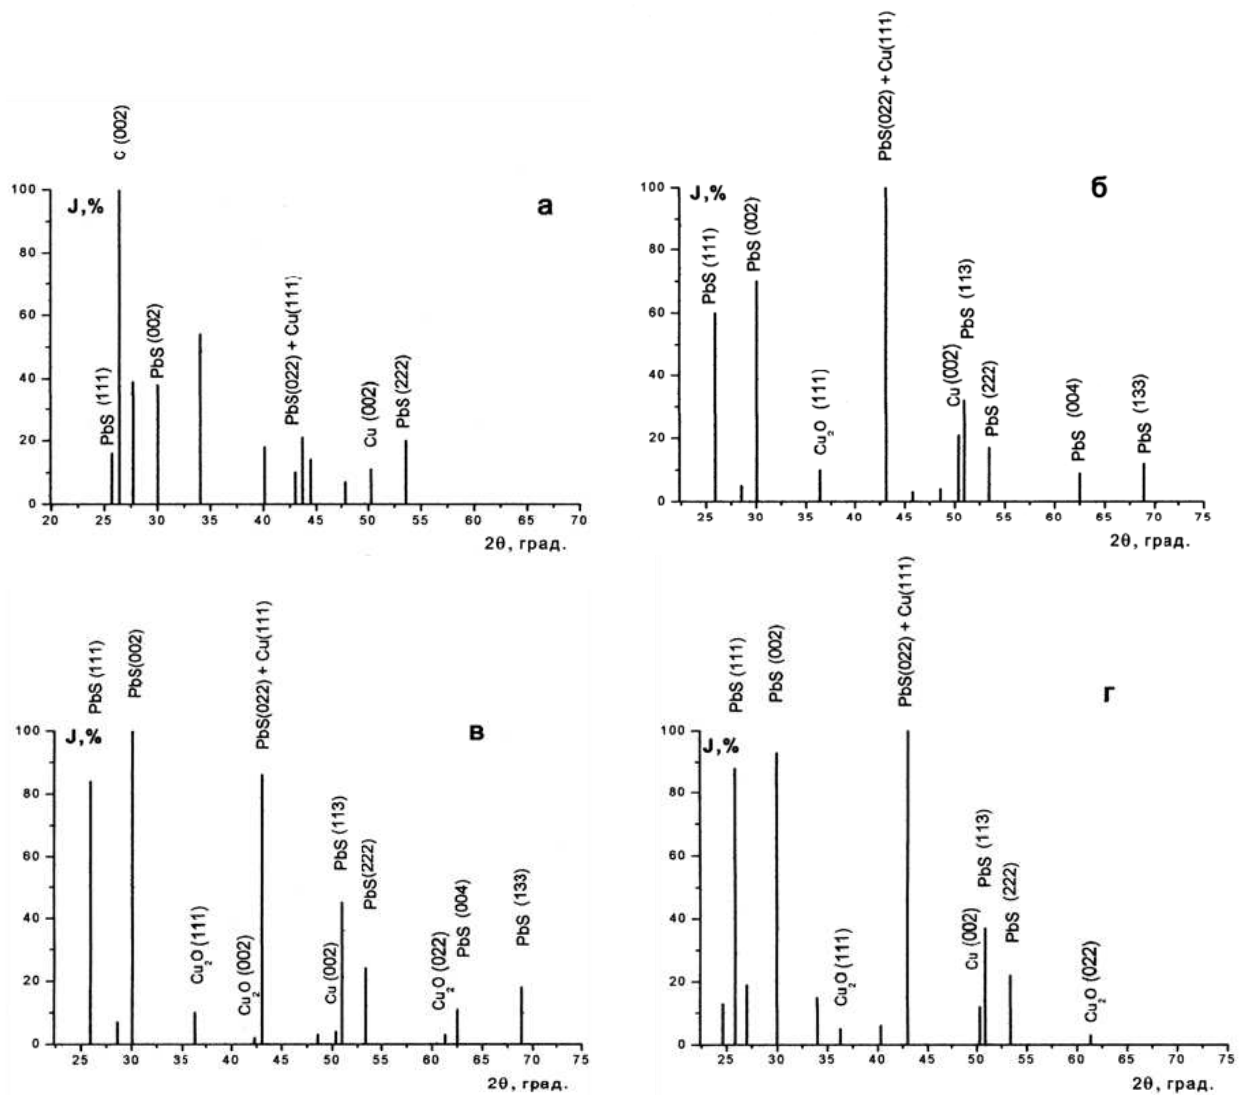 C (002)
а
J,%
100
80
60
40
20
0
PbS (111)
PbS (002)
PbS(022) + Cu(111)
Cu (002)
PbS (222)
20 25 30 35 40 45 50 55 60 65 70
2θ, град.
PbS(022) + Cu(111)
б
J,%
100
80
60
40
20
0
PbS (111)
PbS (002)
Cu₂O (111)
Cu (002)
PbS (113)
PbS (222)
PbS (004)
PbS (133)
25 30 35 40 45 50 55 60 65 70 75
2θ, град.
PbS (111)
PbS(002)
PbS(022) + Cu(111)
в
J,%
100
80
60
40
20
0
Cu₂O (111)
Cu₂O (002)
Cu (002)
PbS (113)
PbS(222)
Cu₂O (022)
PbS (004)
PbS (133)
25 30 35 40 45 50 55 60 65 70 75
2θ, град.
PbS (111)
PbS (002)
PbS(022) + Cu(111)
г
J,%
100
80
60
40
20
0
Cu₂O (111)
Cu (002)
PbS (113)
PbS (222)
Cu₂O (022)
25 30 35 40 45 50 55 60 65 70 75
2θ, град.